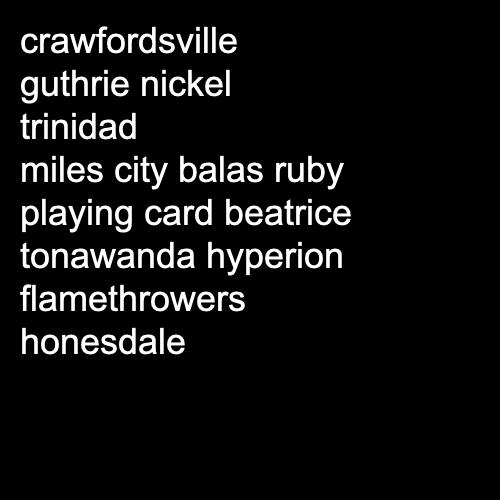 crawfordsville
guthrie nickel
trinidad
miles city balas ruby
playing card beatrice
tonawanda hyperion
flamethrowers
honesdale